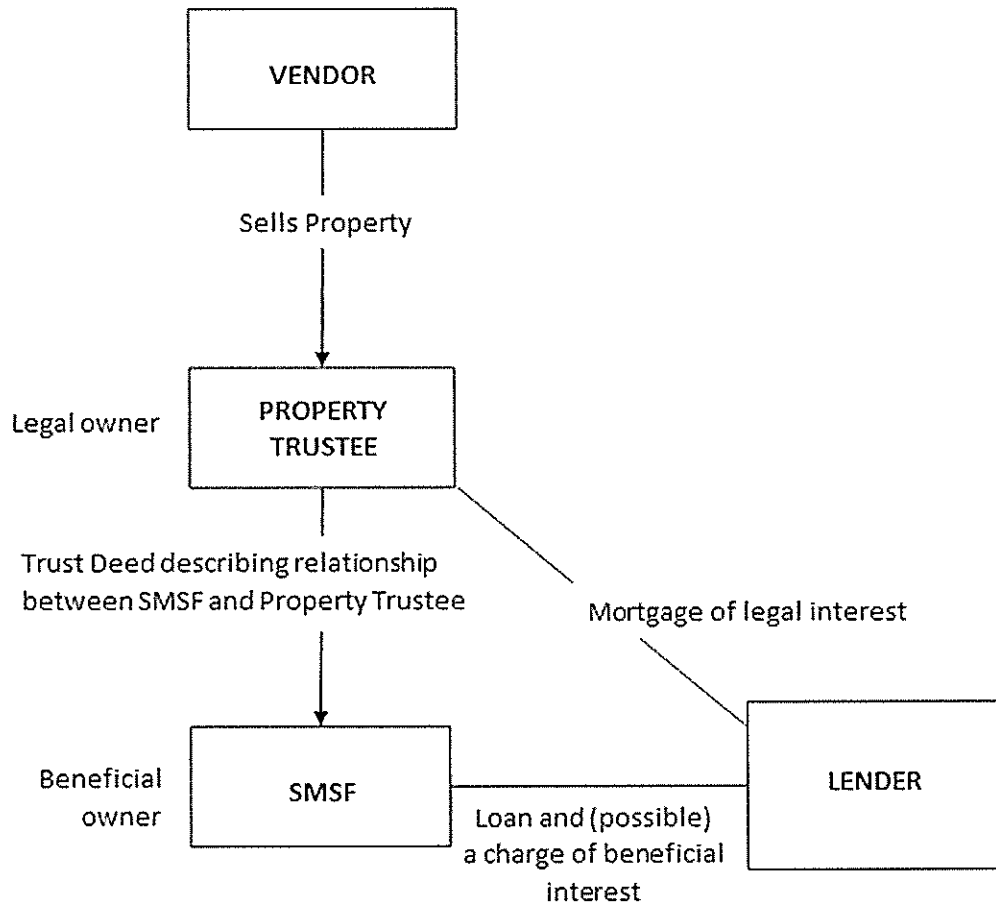 VENDOR
Sells Property
Legal owner
PROPERTY
TRUSTEE
Trust Deed describing relationship
between SMSF and Property Trustee
Mortgage of legal interest
Beneficial
owner
SMSF
LENDER
Loan and (possible)
a charge of beneficial
interest